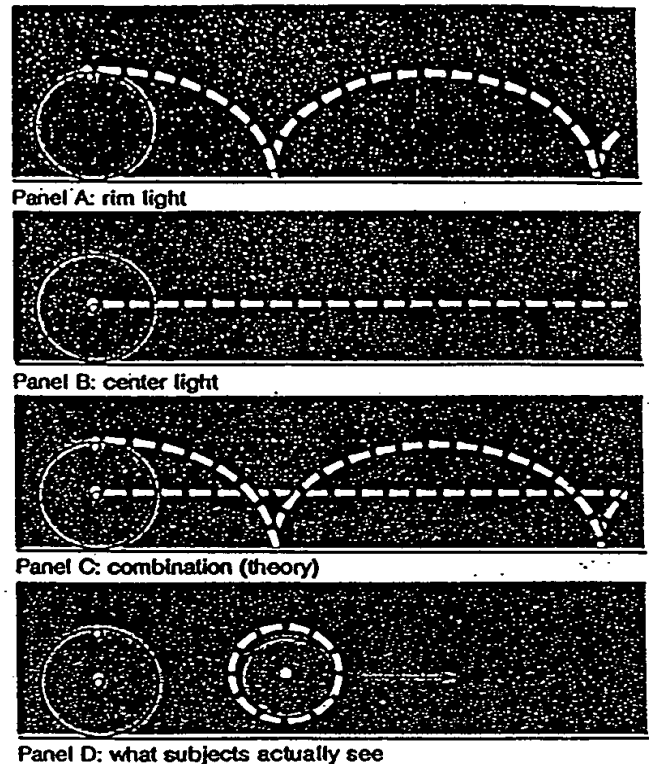 Panel A: rim light
Panel B: center light
Panel C: combination (theory)
Panel D: what subjects actually see